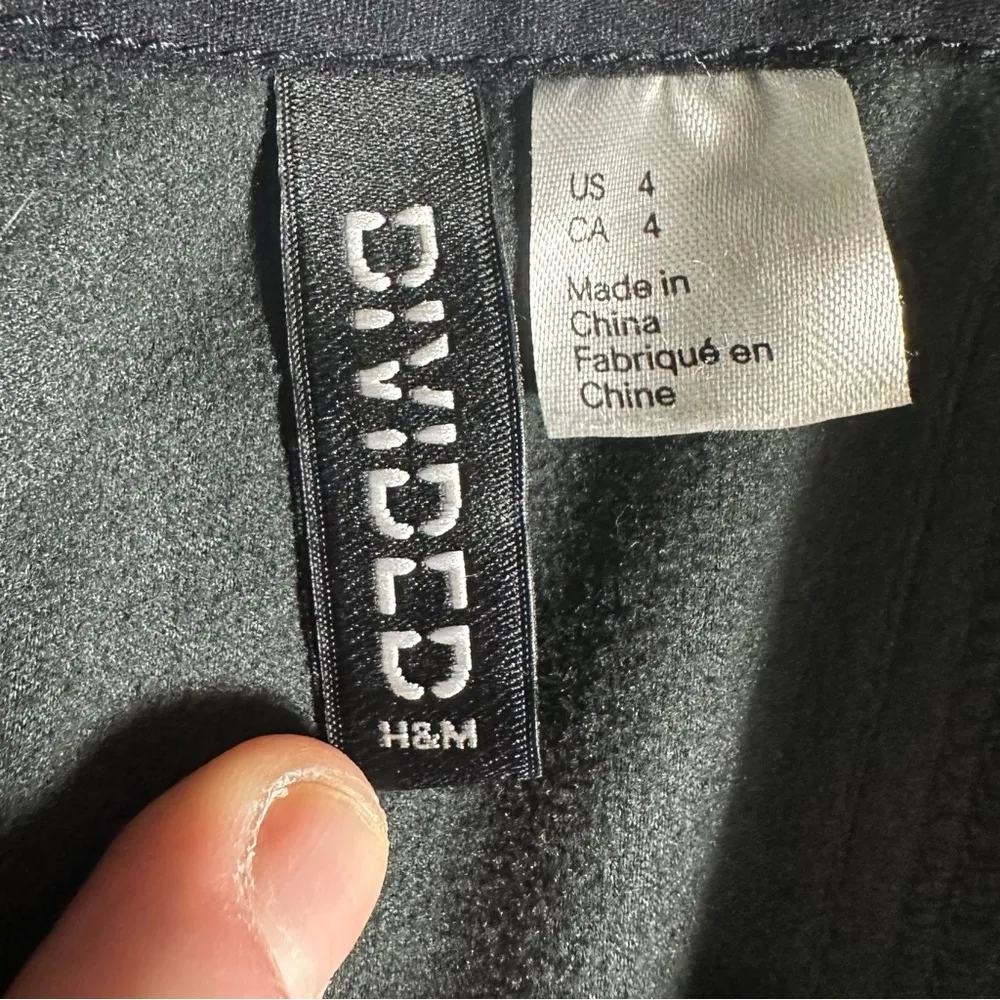 DIVIDED
H&M
US 4
CA 4
Made in
China
Fabriqué en
Chine